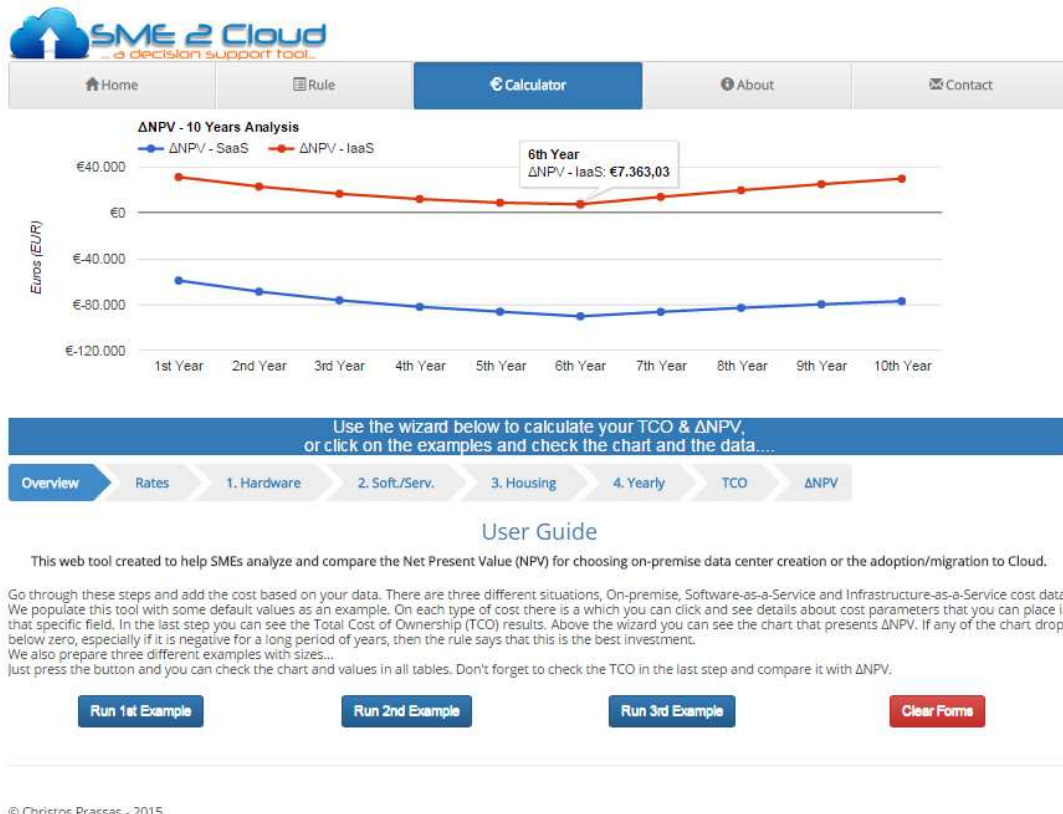 SME 2 Cloud
... a decision support tool...
Home Rule € Calculator About Contact
ΔNPV - 10 Years Analysis
ΔNPV - SaaS ΔNPV - IaaS
6th Year
ΔNPV - IaaS: €7.363,03
€40.000
€0
€-40.000
€-80.000
€-120.000
Euros (EUR)
1st Year 2nd Year 3rd Year 4th Year 5th Year 6th Year 7th Year 8th Year 9th Year 10th Year
Use the wizard below to calculate your TCO & ΔNPV,
or click on the examples and check the chart and the data....
Overview Rates 1. Hardware 2. Soft./Serv. 3. Housing 4. Yearly TCO ΔNPV
User Guide
This web tool created to help SMEs analyze and compare the Net Present Value (NPV) for choosing on-premise data center creation or the adoption/migration to Cloud.
Go through these steps and add the cost based on your data. There are three different situations, On-premise, Software-as-a-Service and Infrastructure-as-a-Service cost data
We populate this tool with some default values as an example. On each type of cost there is a which you can click and see details about cost parameters that you can place i
that specific field. In the last step you can see the Total Cost of Ownership (TCO) results. Above the wizard you can see the chart that presents ΔNPV. If any of the chart drop
below zero, especially if it is negative for a long period of years, then the rule says that this is the best investment.
We also prepare three different examples with sizes...
Just press the button and you can check the chart and values in all tables. Don't forget to check the TCO in the last step and compare it with ΔNPV.
Run 1st Example Run 2nd Example Run 3rd Example Clear Forms
© Christos Prassas - 2015